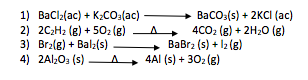 1) BaCl₂(ac) + K₂CO₃(ac) ⟶ BaCO₃(s) + 2KCl (ac)
2) 2C₂H₂ (g) + 5O₂ (g) —Δ→ 4CO₂ (g) + 2H₂O (g)
3) Br₂(g) + BaI₂(s) ⟶ BaBr₂ (s) + I₂ (g)
4) 2Al₂O₃ (s) —Δ→ 4Al (s) + 3O₂ (g)